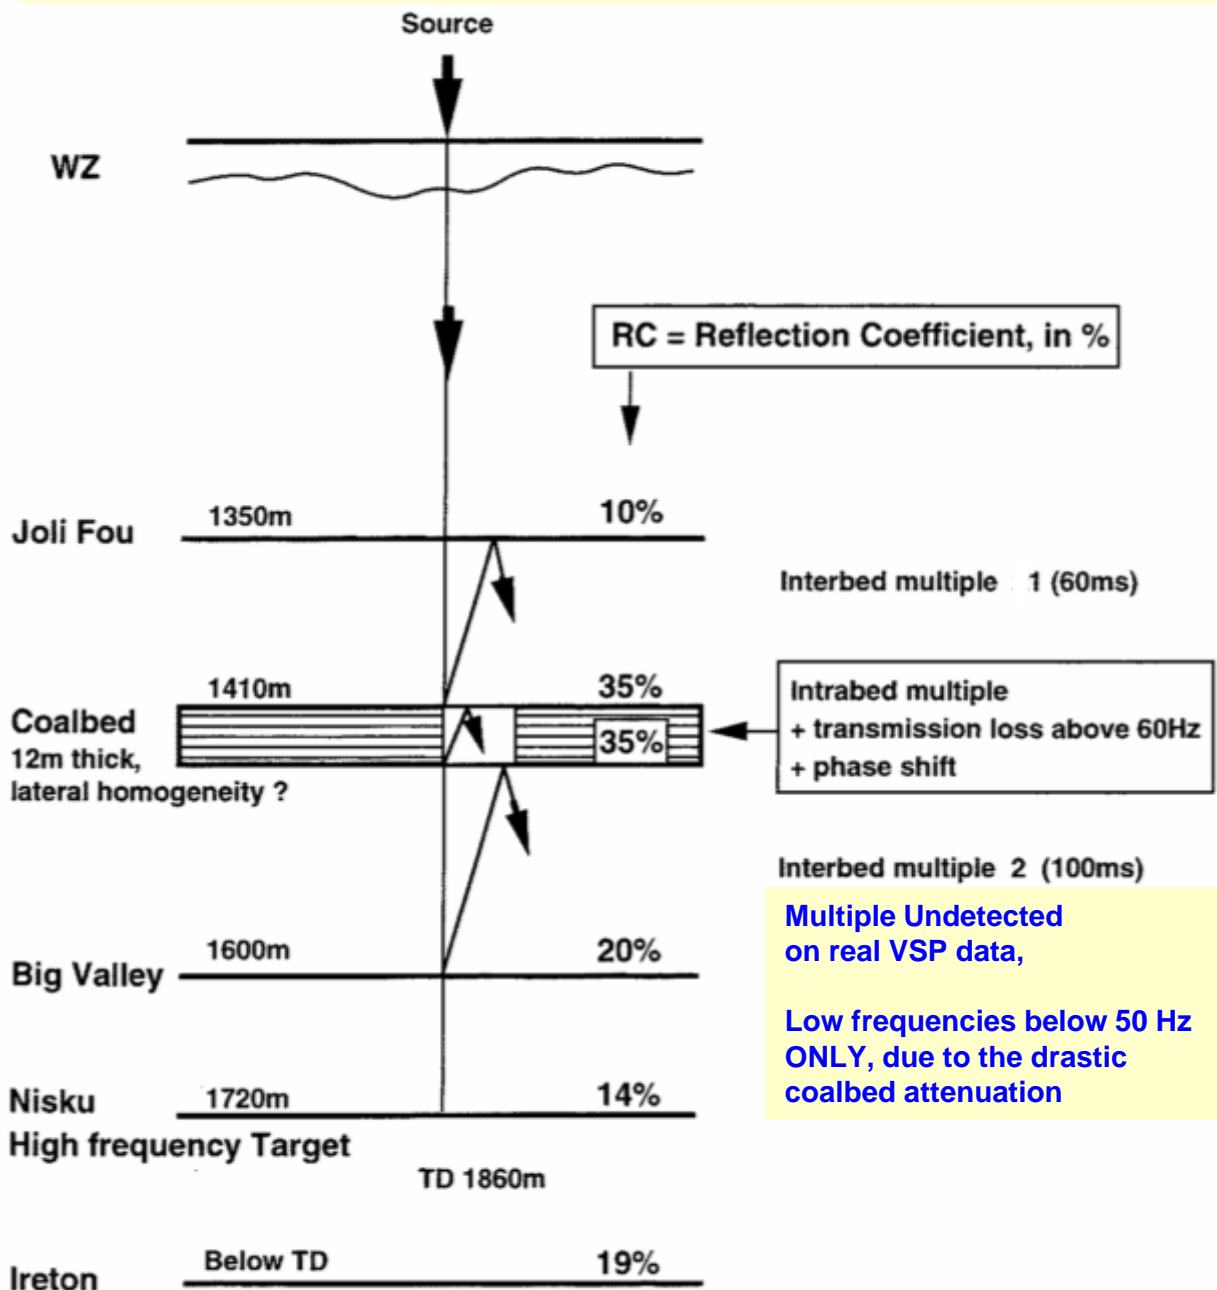 Source
WZ
RC = Reflection Coefficient, in %
1350m
10%
Joli Fou
Interbed multiple 1 (60ms)
1410m
35%
Coalbed
12m thick,
lateral homogeneity ?
35%
Intrabed multiple
+ transmission loss above 60Hz
+ phase shift
Interbed multiple 2 (100ms)
Multiple Undetected
on real VSP data,
Low frequencies below 50 Hz
ONLY, due to the drastic
coalbed attenuation
1600m
20%
Big Valley
Nisku
1720m
14%
High frequency Target
TD 1860m
Below TD
19%
Ireton